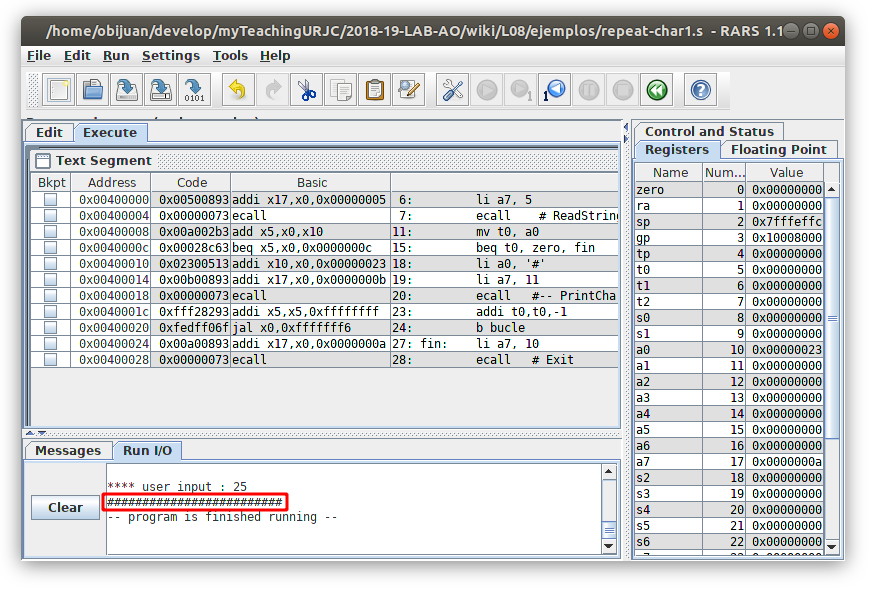 /home/obijuan/develop/myTeachingURJC/2018-19-LAB-AO/wiki/L08/ejemplos/repeat-char1.s - RARS 1.1
File Edit Run Settings Tools Help
Edit Execute
Text Segment
Bkpt Address Code Basic
0x00400000 0x00500893 addi x17,x0,0x00000005 6: li a7, 5
0x00400004 0x00000073 ecall 7: ecall # ReadString
0x00400008 0x00a002b3 add x5,x0,x10 11: mv t0, a0
0x0040000c 0x00028c63 beq x5,x0,0x0000000c 15: beq t0, zero, fin
0x00400010 0x02300513 addi x10,x0,0x00000023 18: li a0, '#'
0x00400014 0x00b00893 addi x17,x0,0x0000000b 19: li a7, 11
0x00400018 0x00000073 ecall 20: ecall #-- PrintCha
0x0040001c 0xfff28293 addi x5,x5,0xffffffff 23: addi t0,t0,-1
0x00400020 0xfedff06f jal x0,0xfffffff6 24: b bucle
0x00400024 0x00a00893 addi x17,x0,0x0000000a 27: fin: li a7, 10
0x00400028 0x00000073 ecall 28: ecall # Exit
Messages Run I/O
Clear
**** user input : 25
#########################
-- program is finished running --
Control and Status
Registers Floating Point
Name Num... Value
zero 0 0x00000000
ra 1 0x00000000
sp 2 0x7fffeffc
gp 3 0x10008000
tp 4 0x00000000
t0 5 0x00000000
t1 6 0x00000000
t2 7 0x00000000
s0 8 0x00000000
s1 9 0x00000000
a0 10 0x00000023
a1 11 0x00000000
a2 12 0x00000000
a3 13 0x00000000
a4 14 0x00000000
a5 15 0x00000000
a6 16 0x00000000
a7 17 0x0000000a
s2 18 0x00000000
s3 19 0x00000000
s4 20 0x00000000
s5 21 0x00000000
s6 22 0x00000000